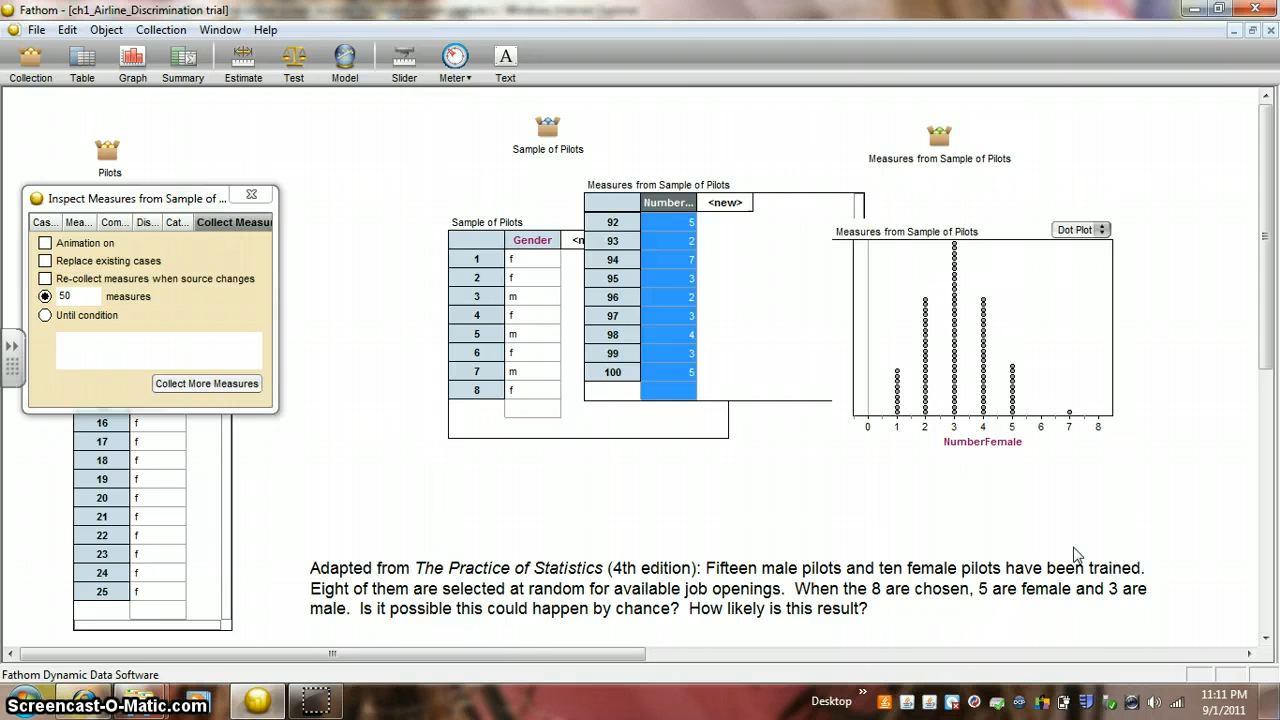 Fathom - [ch1_Airline_Discrimination trial]
File Edit Object Collection Window Help
Collection Table Graph Summary Estimate Test Model Slider Meter Text
Pilots
Sample of Pilots
Measures from Sample of Pilots
Inspect Measures from Sample of ...
Cas... Mea... Com... Dis... Cat... Collect Measu
Animation on
Replace existing cases
Re-collect measures when source changes
50 measures
Until condition
Collect More Measures
16 f
17 f
18 f
19 f
20 f
21 f
22 f
23 f
24 f
25 f
Sample of Pilots
Gender <n
1 f
2 f
3 m
4 f
5 m
6 f
7 m
8 f
Measures from Sample of Pilots
Number... <new>
92 5
93 2
94 7
95 3
96 2
97 3
98 4
99 3
100 5
Measures from Sample of Pilots Dot Plot
0 1 2 3 4 5 6 7 8
NumberFemale
Adapted from The Practice of Statistics (4th edition): Fifteen male pilots and ten female pilots have been trained.
Eight of them are selected at random for available job openings. When the 8 are chosen, 5 are female and 3 are
male. Is it possible this could happen by chance? How likely is this result?
Fathom Dynamic Data Software
Screencast-O-Matic.com
Desktop
11:11 PM
9/1/2011